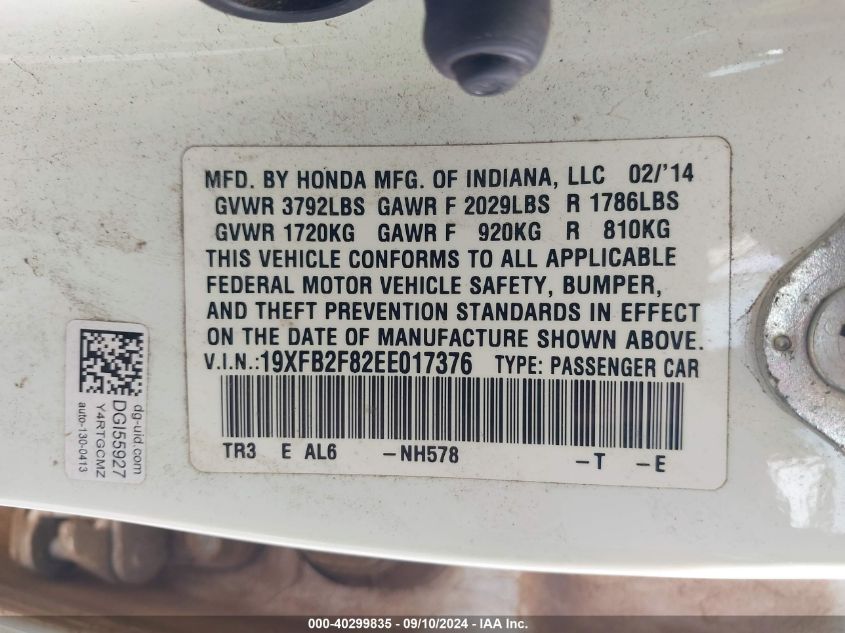 MFD. BY HONDA MFG. OF INDIANA, LLC 02/'14
GVWR 3792LBS GAWR F 2029LBS R 1786LBS
GVWR 1720KG GAWR F 920KG R 810KG
THIS VEHICLE CONFORMS TO ALL APPLICABLE
FEDERAL MOTOR VEHICLE SAFETY, BUMPER,
AND THEFT PREVENTION STANDARDS IN EFFECT
ON THE DATE OF MANUFACTURE SHOWN ABOVE.
V.I.N.:19XFB2F82EE017376 TYPE: PASSENGER CAR
TR3 E AL6 -NH578 -T -E
dg-uid.com
DGI55927
Y4RTGCMZ
auto-130-0413
000-40299835 - 09/10/2024 - IAA Inc.